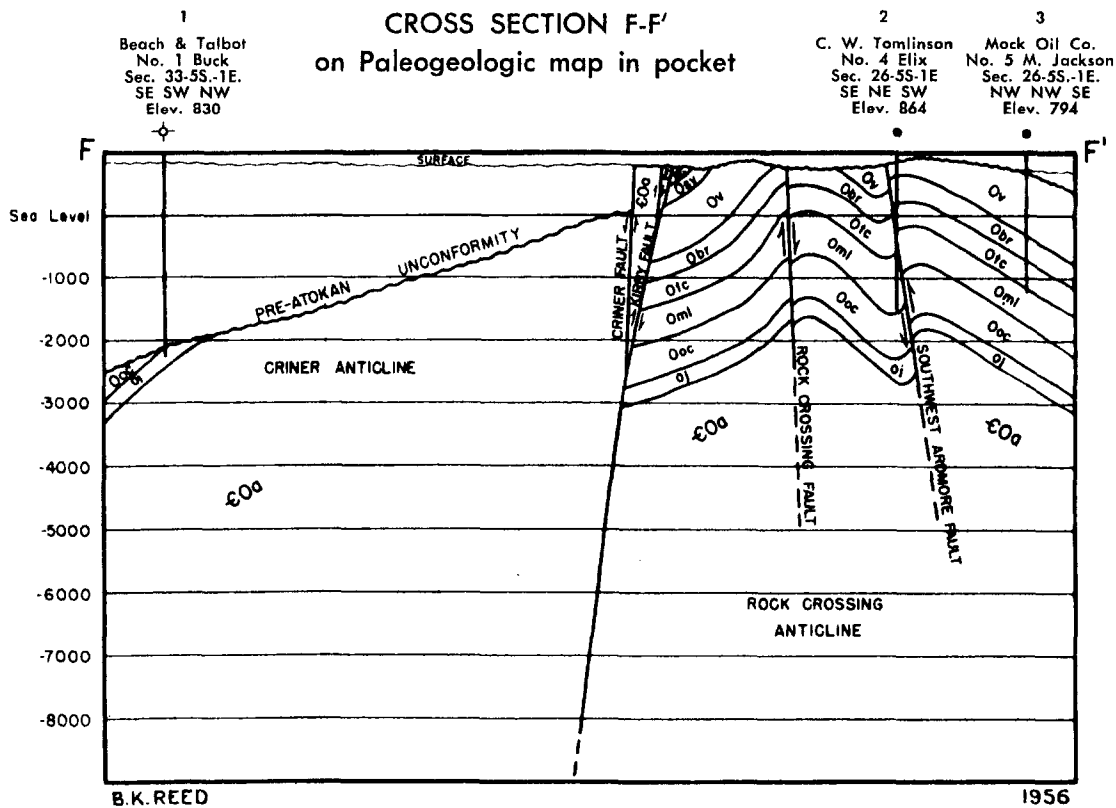 CROSS SECTION F-F'
on Paleogeologic map in pocket
1
Beach & Talbot
No. 1 Buck
Sec. 33-5S.-1E.
SE SW NW
Elev. 830
2
C. W. Tomlinson
No. 4 Elix
Sec. 26-5S-1E
SE NE SW
Elev. 864
3
Mock Oil Co.
No. 5 M. Jackson
Sec. 26-5S.-1E.
NW NW SE
Elev. 794
F
F'
SURFACE
Sea Level
-1000
-2000
-3000
-4000
-5000
-6000
-7000
-8000
PRE-ATOKAN UNCONFORMITY
CRINER ANTICLINE
Ꞓ0a
CRINER FAULT
Ꞓ0a
KIRBY FAULT
Osv
Ov
Obr
Otc
Oml
Ooc
Oj
Ꞓ0a
ROCK CROSSING FAULT
Ov
Obr
Otc
Oml
Ooc
Oj
SOUTHWEST ARDMORE FAULT
Ov
Obr
Otc
Oml
Ooc
Oj
Ꞓ0a
ROCK CROSSING
ANTICLINE
B.K.REED
1956